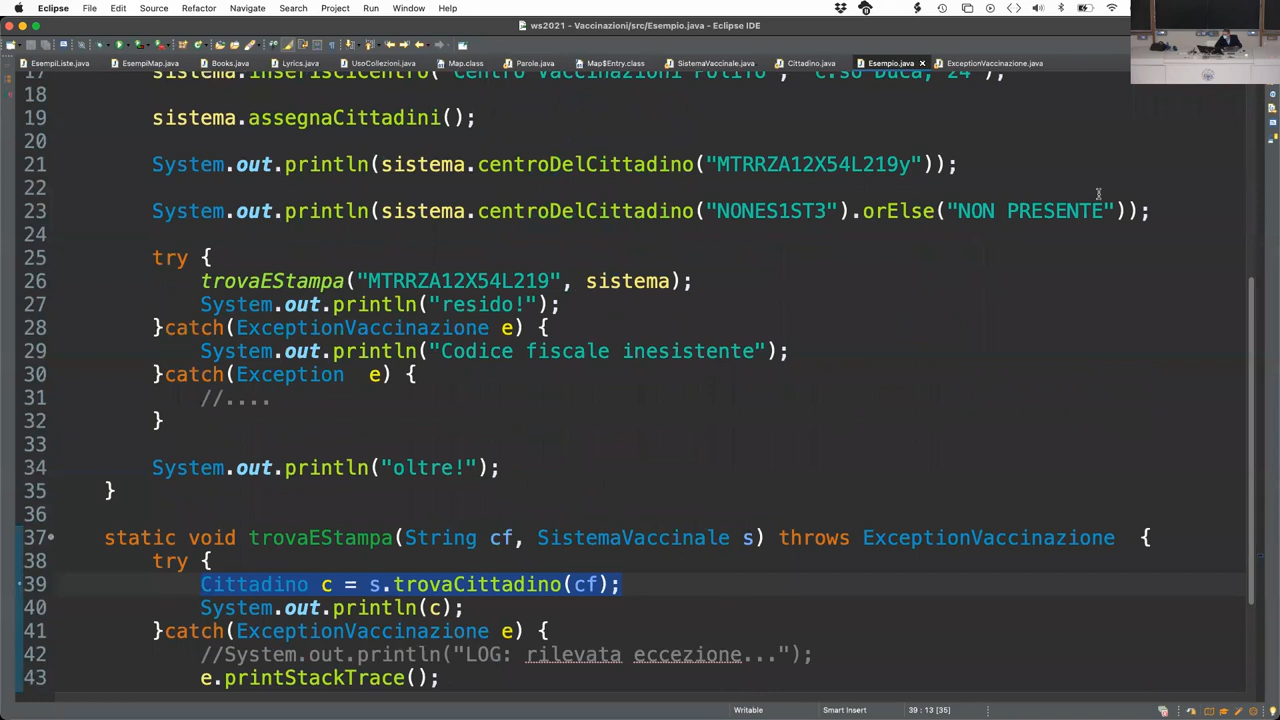 Eclipse File Edit Source Refactor Navigate Search Project Run Window Help
ws2021 - Vaccinazioni/src/Esempio.java - Eclipse IDE
EsempiListe.java EsempiMap.java Books.java Lyrics.java UsoCollezioni.java Map.class Parole.java Map$Entry.class SistemaVaccinale.java Cittadino.java Esempio.java ExceptionVaccinazione.java
17 sistema.inserisciCentro("Centro Vaccinazioni Polito", "C.so Duca, 24");
18
19 sistema.assegnaCittadini();
20
21 System.out.println(sistema.centroDelCittadino("MTRRZA12X54L219y"));
22
23 System.out.println(sistema.centroDelCittadino("NONES1ST3").orElse("NON PRESENTE"));
24
25 try {
26 trovaEStampa("MTRRZA12X54L219", sistema);
27 System.out.println("resido!");
28 }catch(ExceptionVaccinazione e) {
29 System.out.println("Codice fiscale inesistente");
30 }catch(Exception  e) {
31 //....
32 }
33
34 System.out.println("oltre!");
35 }
36
37 static void trovaEStampa(String cf, SistemaVaccinale s) throws ExceptionVaccinazione  {
38 try {
39 Cittadino c = s.trovaCittadino(cf);
40 System.out.println(c);
41 }catch(ExceptionVaccinazione e) {
42 //System.out.println("LOG: rilevata eccezione...");
43 e.printStackTrace();
Writable Smart Insert 39 : 13 [35]